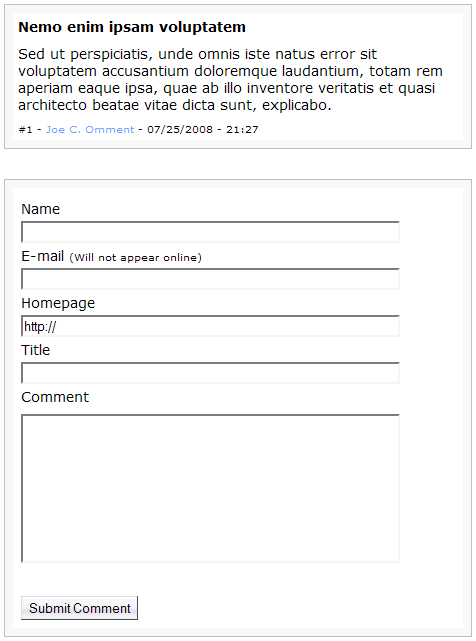 Nemo enim ipsam voluptatem
Sed ut perspiciatis, unde omnis iste natus error sit
voluptatem accusantium doloremque laudantium, totam rem
aperiam eaque ipsa, quae ab illo inventore veritatis et quasi
architecto beatae vitae dicta sunt, explicabo.
#1 - Joe C. Omment - 07/25/2008 - 21:27
Name
E-mail (Will not appear online)
Homepage
http://
Title
Comment
Submit Comment